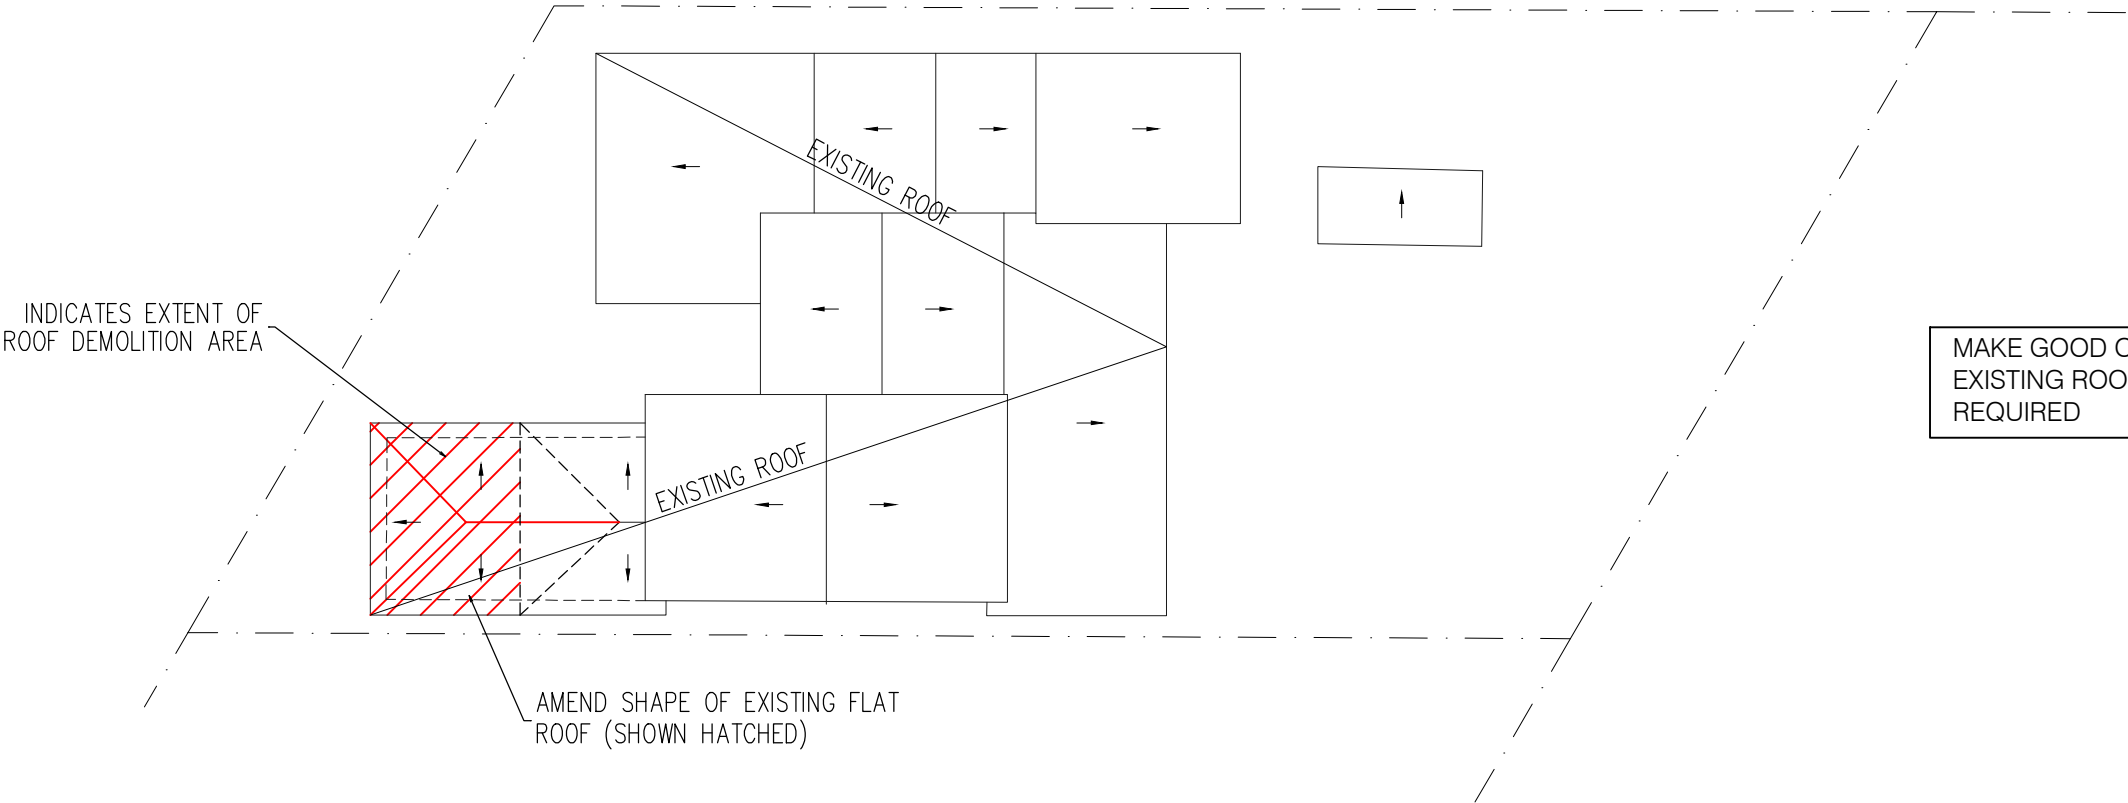 EXISTING ROOF
INDICATES EXTENT OF
ROOF DEMOLITION AREA
MAKE GOOD
EXISTING
REQUIRED
EXISTING ROOF
AMEND SHAPE OF EXISTING FLAT
ROOF (SHOWN HATCHED)